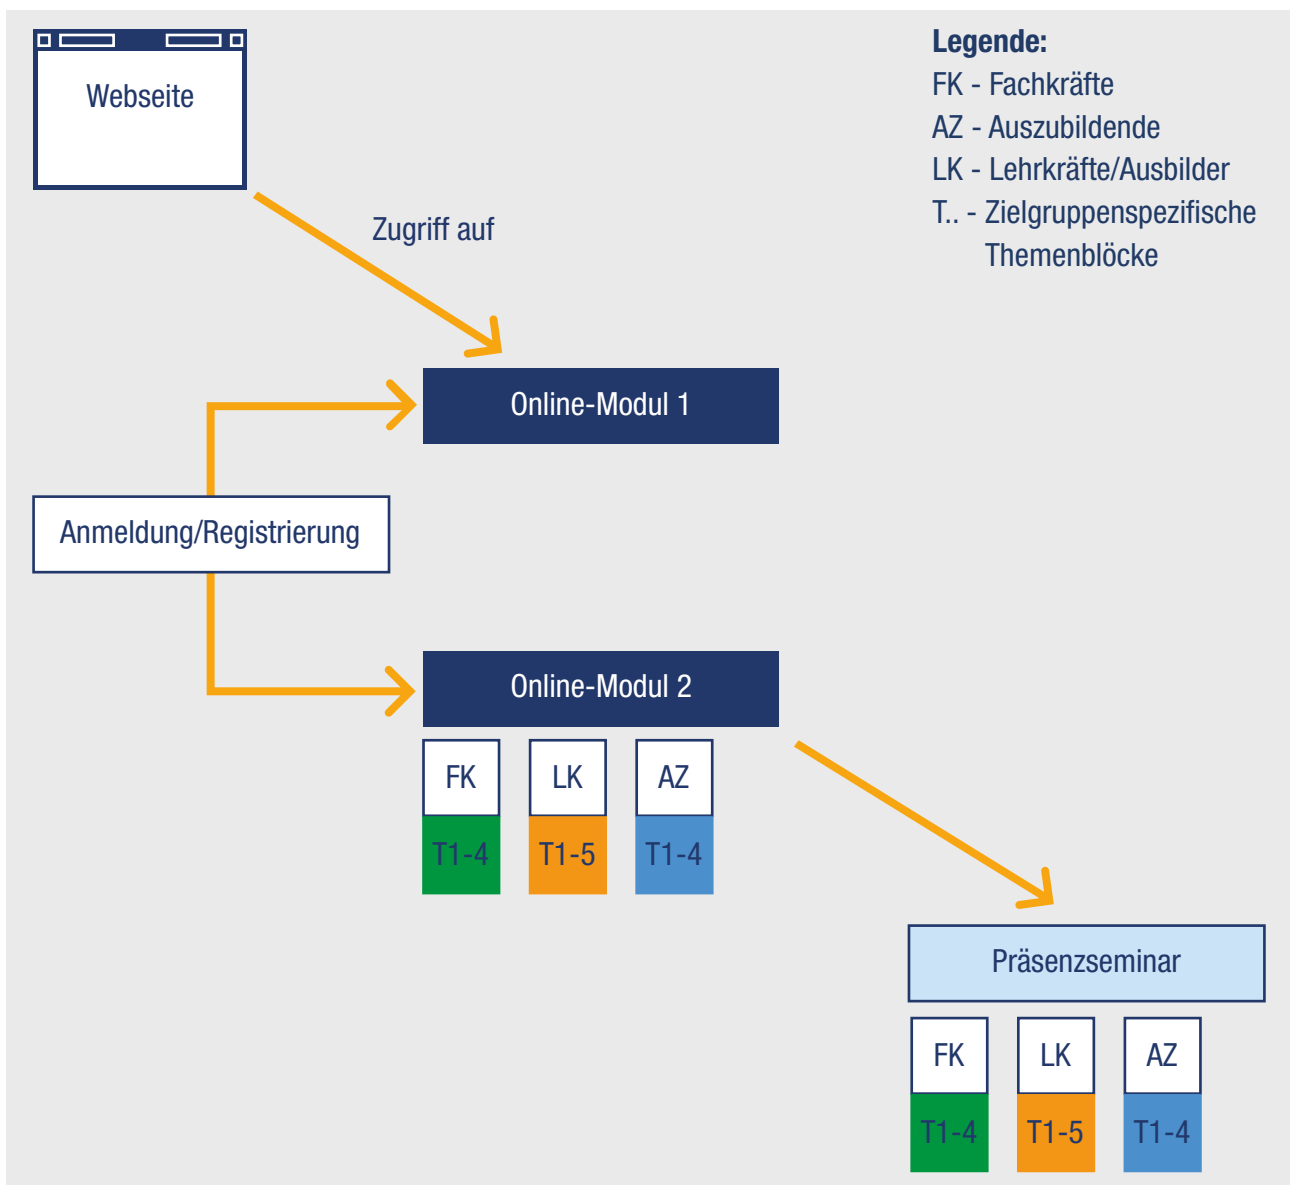 Webseite
Legende:
FK - Fachkräfte
AZ - Auszubildende
LK - Lehrkräfte/Ausbilder
T.. - Zielgruppenspezifische
Themenblöcke
Zugriff auf
Online-Modul 1
Anmeldung/Registrierung
Online-Modul 2
FK LK AZ
T1-4 T1-5 T1-4
Präsenzseminar
FK LK AZ
T1-4 T1-5 T1-4